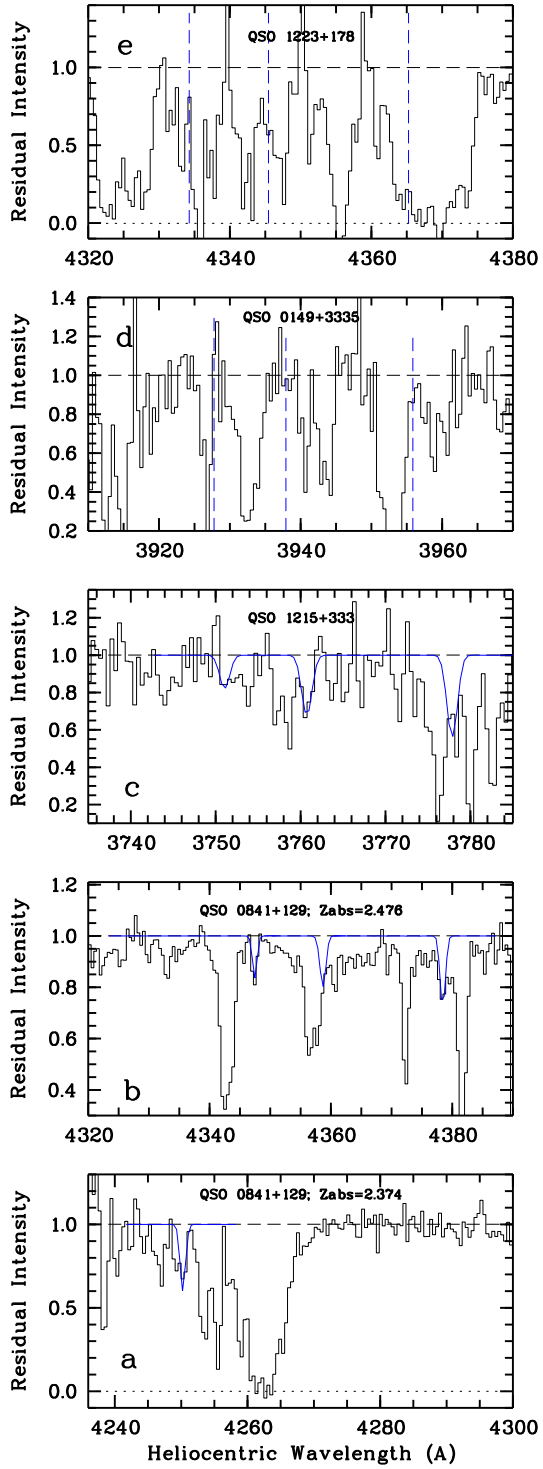 e
QSO 1223+178
Residual Intensity
1.0
0.5
0.0
4320 4340 4360 4380
d
QSO 0149+3335
Residual Intensity
1.4
1.2
1.0
0.8
0.6
0.4
0.2
3920 3940 3960
QSO 1215+333
Residual Intensity
1.2
1.0
0.8
0.6
0.4
0.2
c
3740 3750 3760 3770 3780
QSO 0841+129; Zabs=2.476
Residual Intensity
1.2
1.0
0.8
0.6
0.4
b
4320 4340 4360 4380
QSO 0841+129; Zabs=2.374
Residual Intensity
1.0
0.5
0.0
a
4240 4260 4280 4300
Heliocentric Wavelength (A)